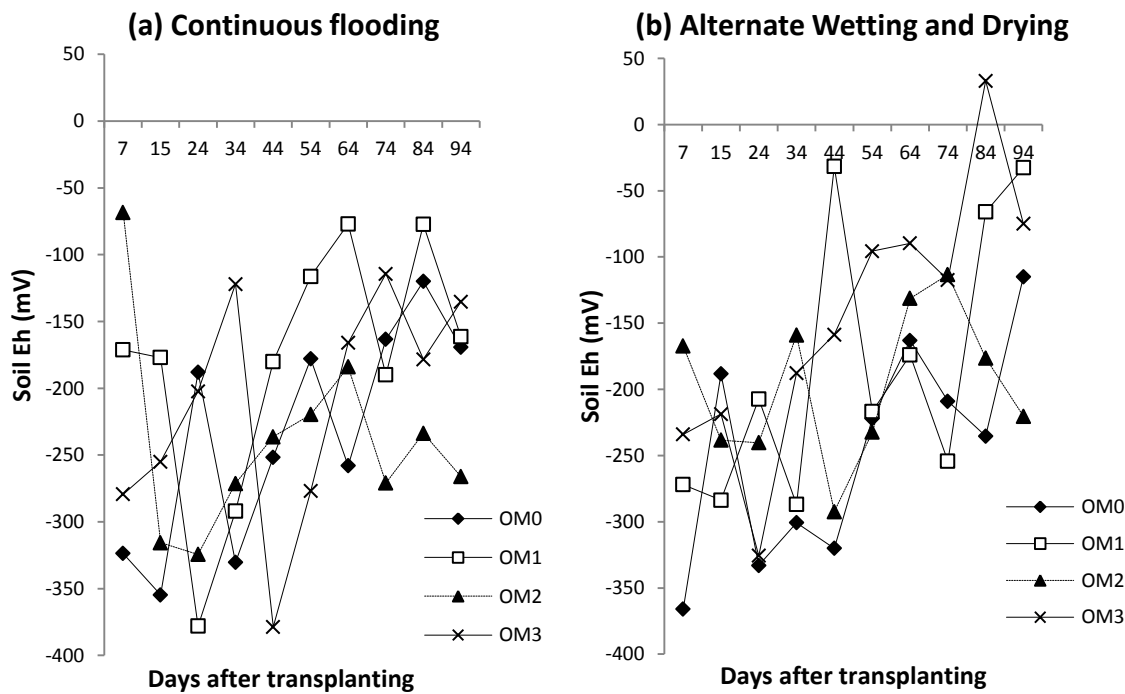 (a) Continuous flooding
50
0
-50
-100
-150
-200
-250
-300
-350
-400
7 15 24 34 44 54 64 74 84 94
Soil Eh (mV)
OM0
OM1
OM2
OM3
Days after transplanting
(b) Alternate Wetting and Drying
50
0
-50
-100
-150
-200
-250
-300
-350
-400
7 15 24 34 44 54 64 74 84 94
Soil Eh (mV)
OM0
OM1
OM2
OM3
Days after transplanting